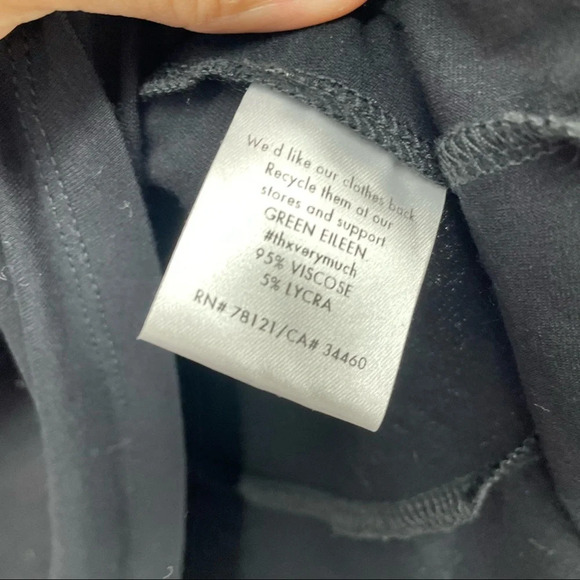 We'd like our clothes back
Recycle them at our
stores and support
GREEN EILEEN
#thxverymuch
95% VISCOSE
5% LYCRA
RN# 78121/CA# 34460